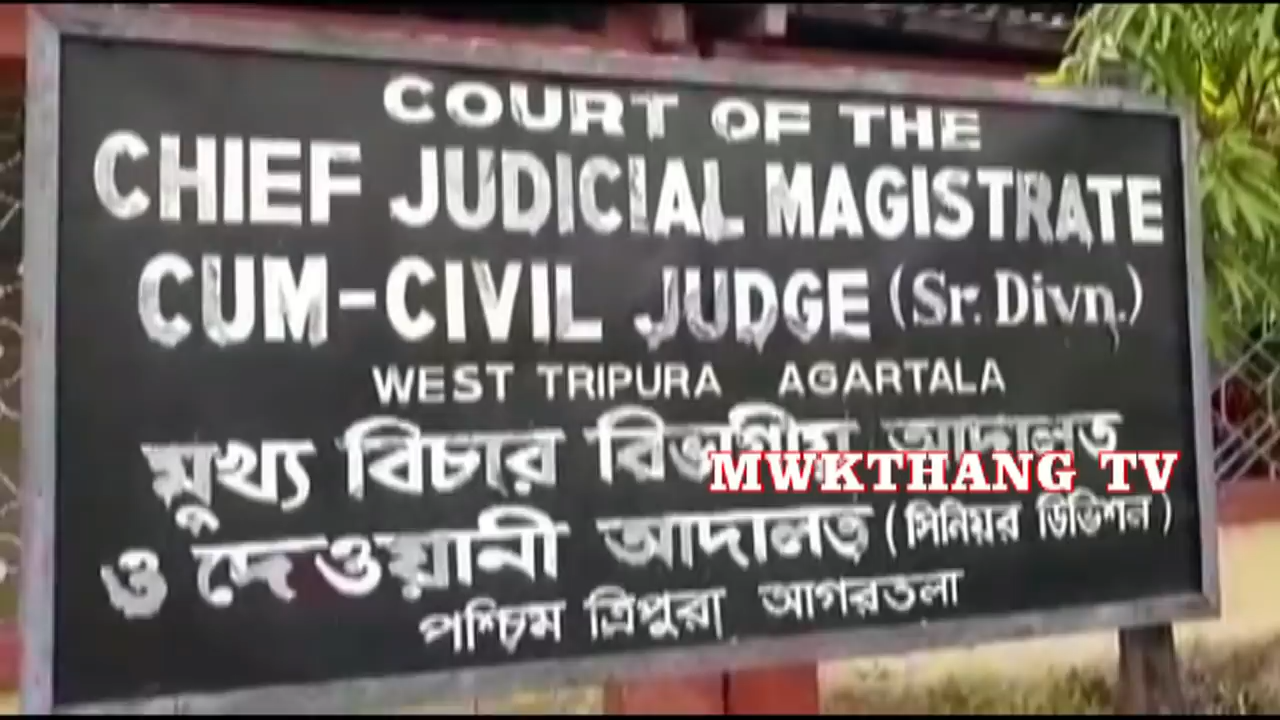 COURT OF THE
CHIEF JUDICIAL MAGISTRATE
CUM-CIVIL JUDGE (Sr. Divn.)
WEST TRIPURA AGARTALA
মুখ্য বিচার বিভাগীয় আদালত
MWKTHANG TV
ও দেওয়ানী আদালত (সিনিয়র ডিভিশন)
পশ্চিম ত্রিপুরা আগরতলা